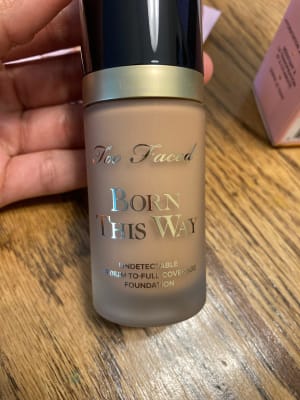 Too Faced
BORN
THIS WAY
UNDETECTABLE
MEDIUM-TO-FULL COVERAGE
FOUNDATION